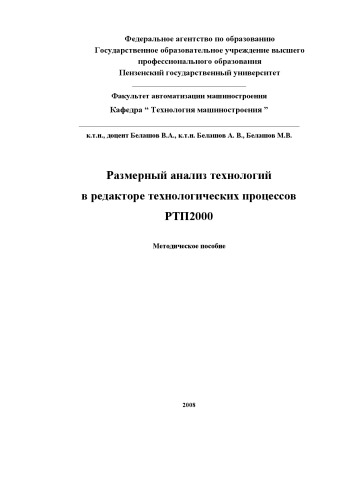 Федеральное агентство по образованию
Государственное образовательное учреждение высшего
профессионального образования
Пензенский государственный университет
Факультет автоматизации машиностроения
Кафедра “ Технология машиностроения ”
к.т.н., доцент Белашов В.А., к.т.н. Белашов А. В., Белашов М.В.
Размерный анализ технологий
в редакторе технологических процессов
РТП2000
Методическое пособие
2008